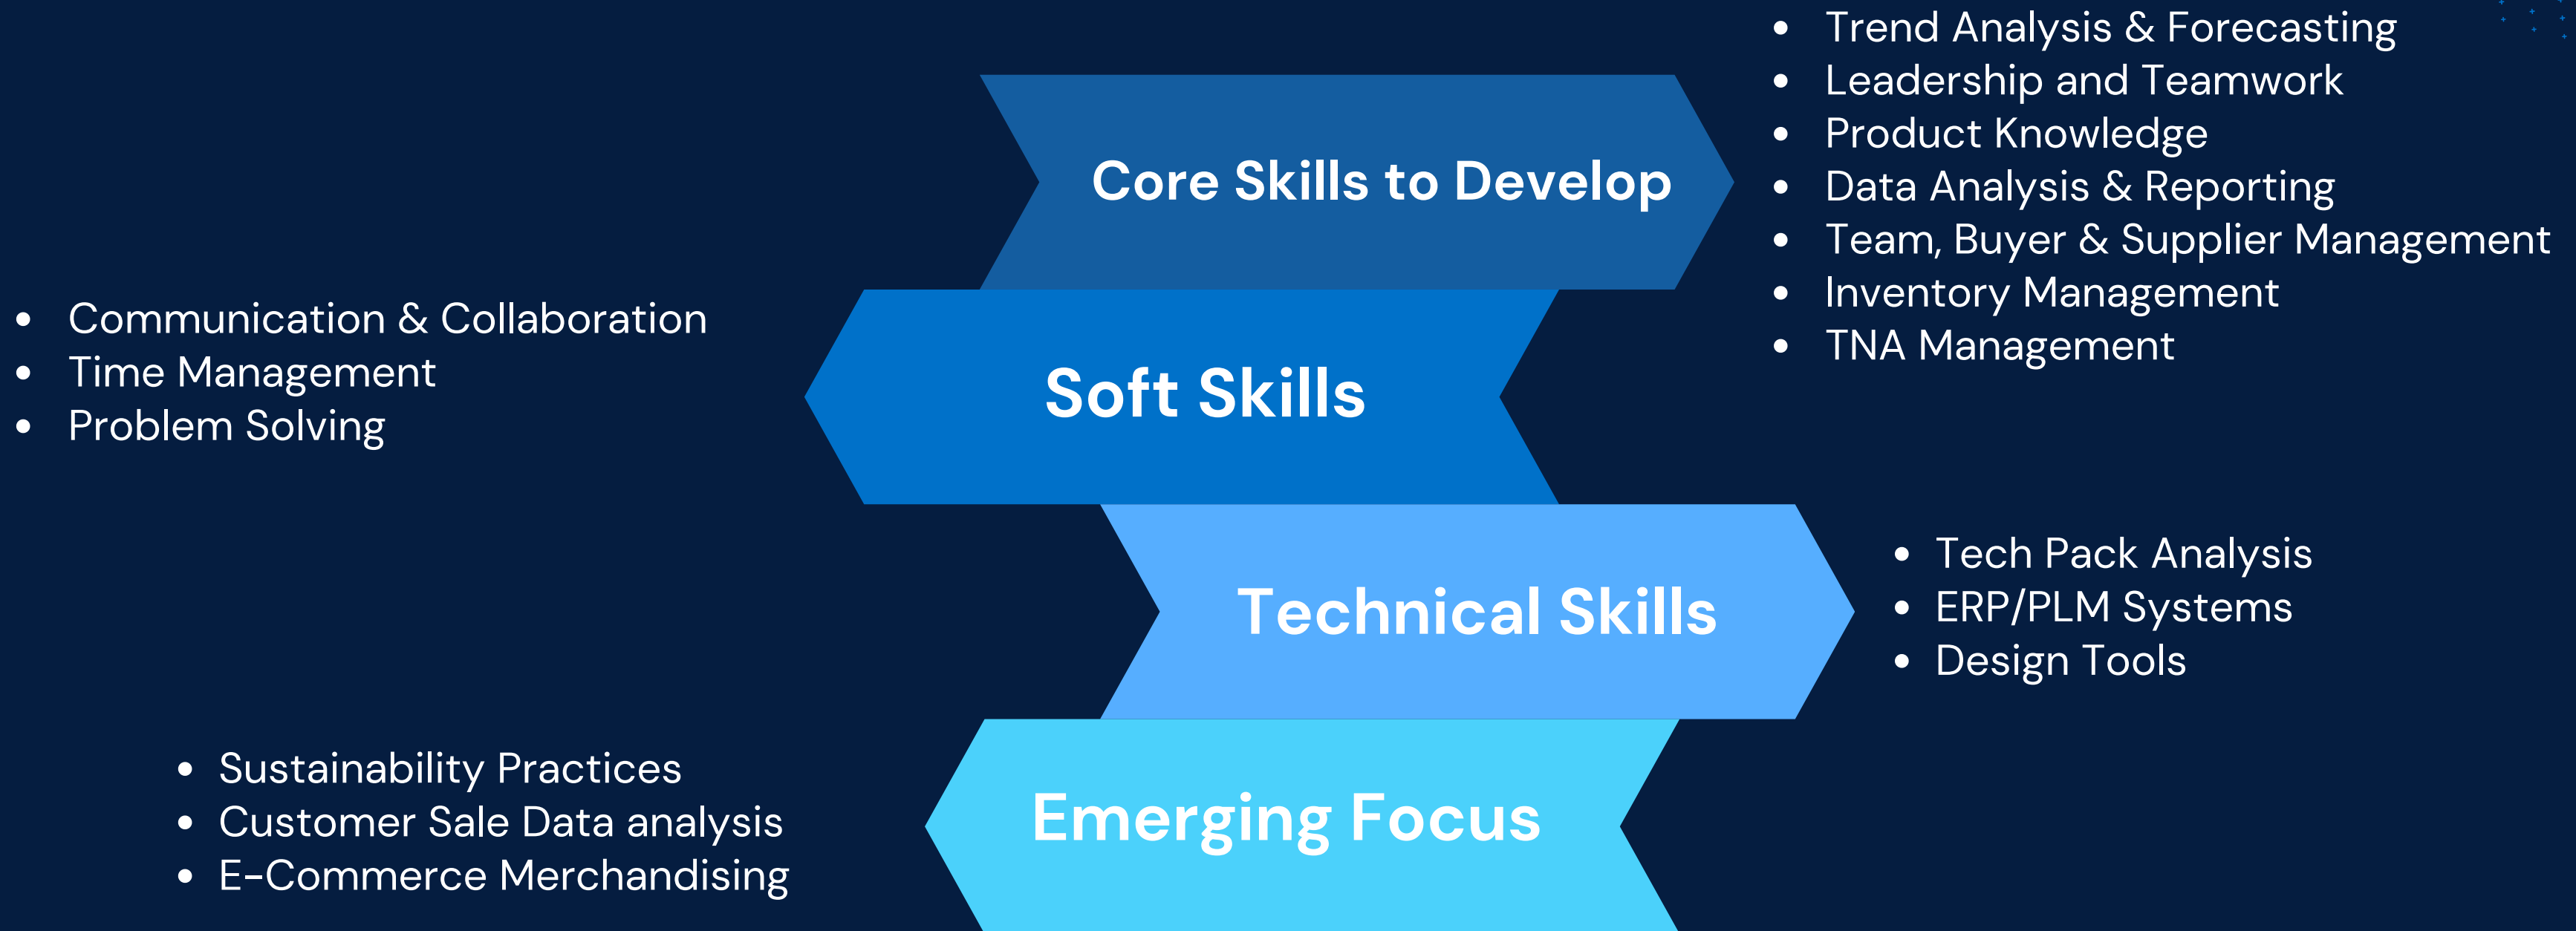 Core Skills to Develop
• Trend Analysis & Forecasting
• Leadership and Teamwork
• Product Knowledge
• Data Analysis & Reporting
• Team, Buyer & Supplier Management
• Inventory Management
• TNA Management
Soft Skills
• Communication & Collaboration
• Time Management
• Problem Solving
Technical Skills
• Tech Pack Analysis
• ERP/PLM Systems
• Design Tools
Emerging Focus
• Sustainability Practices
• Customer Sale Data analysis
• E-Commerce Merchandising